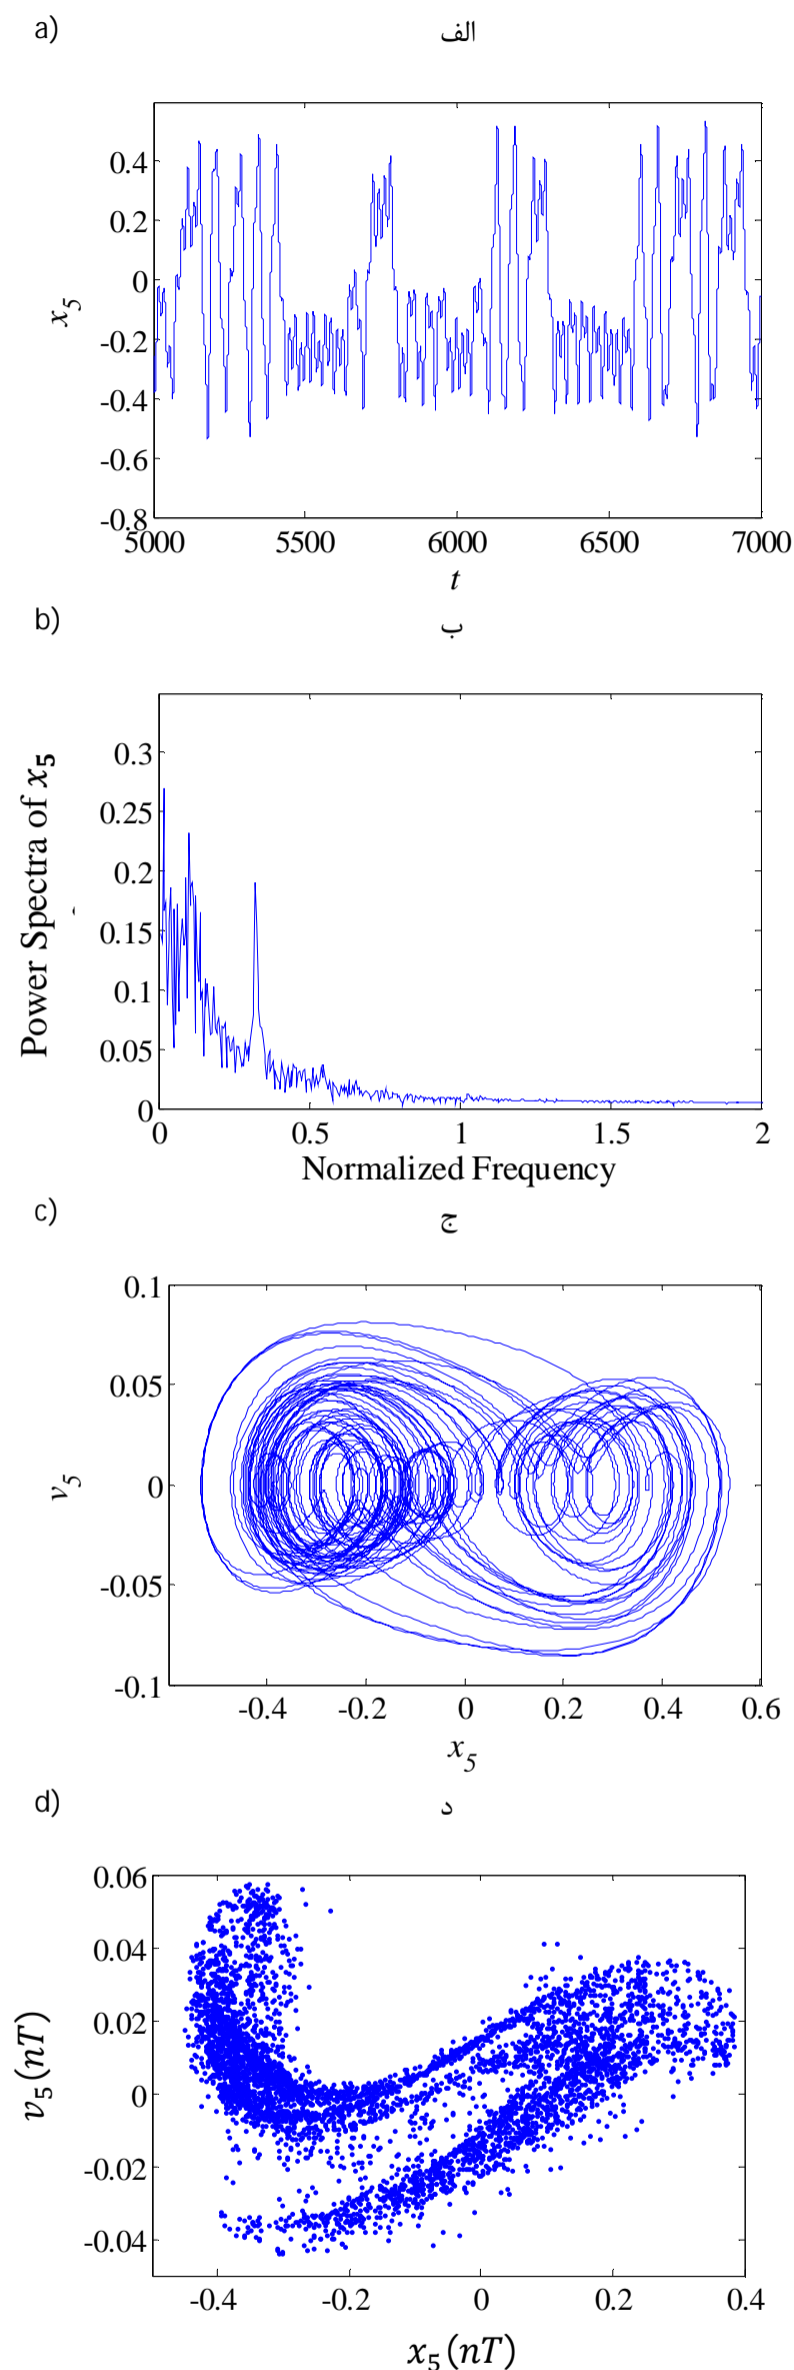 a)
الف
0.4
0.2
0
-0.2
-0.4
-0.6
-0.8
x5
5000 5500 6000 6500 7000
t
b)
ب
0.3
0.25
0.2
0.15
0.1
0.05
0
Power Spectra of x5
0 0.5 1 1.5 2
Normalized Frequency
c)
ج
0.1
0.05
0
-0.05
-0.1
v5
-0.4 -0.2 0 0.2 0.4 0.6
x5
d)
د
0.06
0.04
0.02
0
-0.02
-0.04
v5(nT)
-0.4 -0.2 0 0.2 0.4
x5(nT)